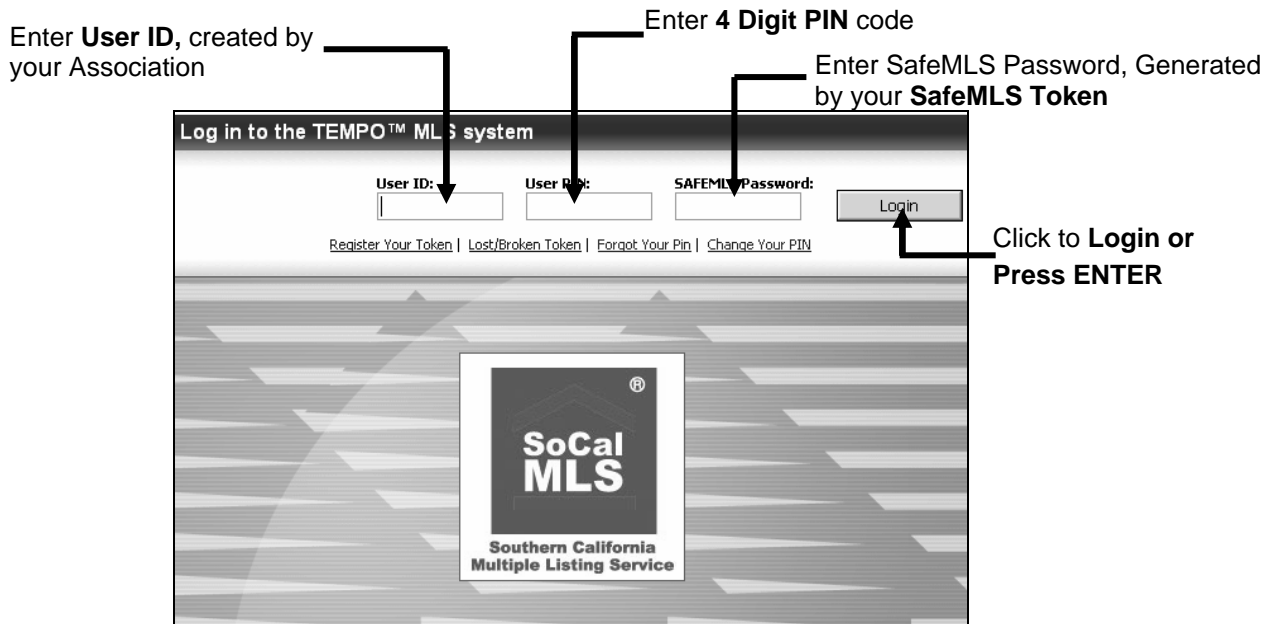 Enter User ID, created by
your Association
Enter 4 Digit PIN code
Enter SafeMLS Password, Generated
by your SafeMLS Token
Log in to the TEMPO™ MLS system
User ID:
User PIN:
SAFEMLS Password:
Login
Register Your Token | Lost/Broken Token | Forgot Your Pin | Change Your PIN
Click to Login or
Press ENTER
®
SoCal
MLS
Southern California
Multiple Listing Service